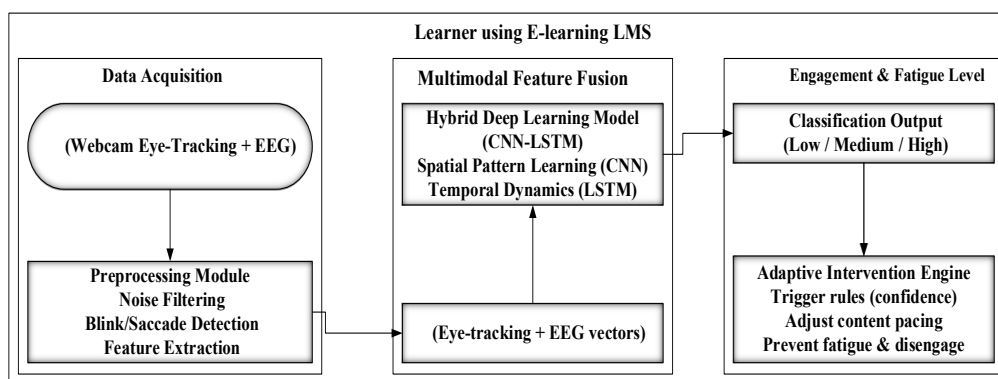 Learner using E-learning LMS
Data Acquisition
(Webcam Eye-Tracking + EEG)
Preprocessing Module
Noise Filtering
Blink/Saccade Detection
Feature Extraction
Multimodal Feature Fusion
Hybrid Deep Learning Model
(CNN-LSTM)
Spatial Pattern Learning (CNN)
Temporal Dynamics (LSTM)
(Eye-tracking + EEG vectors)
Engagement & Fatigue Level
Classification Output
(Low / Medium / High)
Adaptive Intervention Engine
Trigger rules (confidence)
Adjust content pacing
Prevent fatigue & disengage